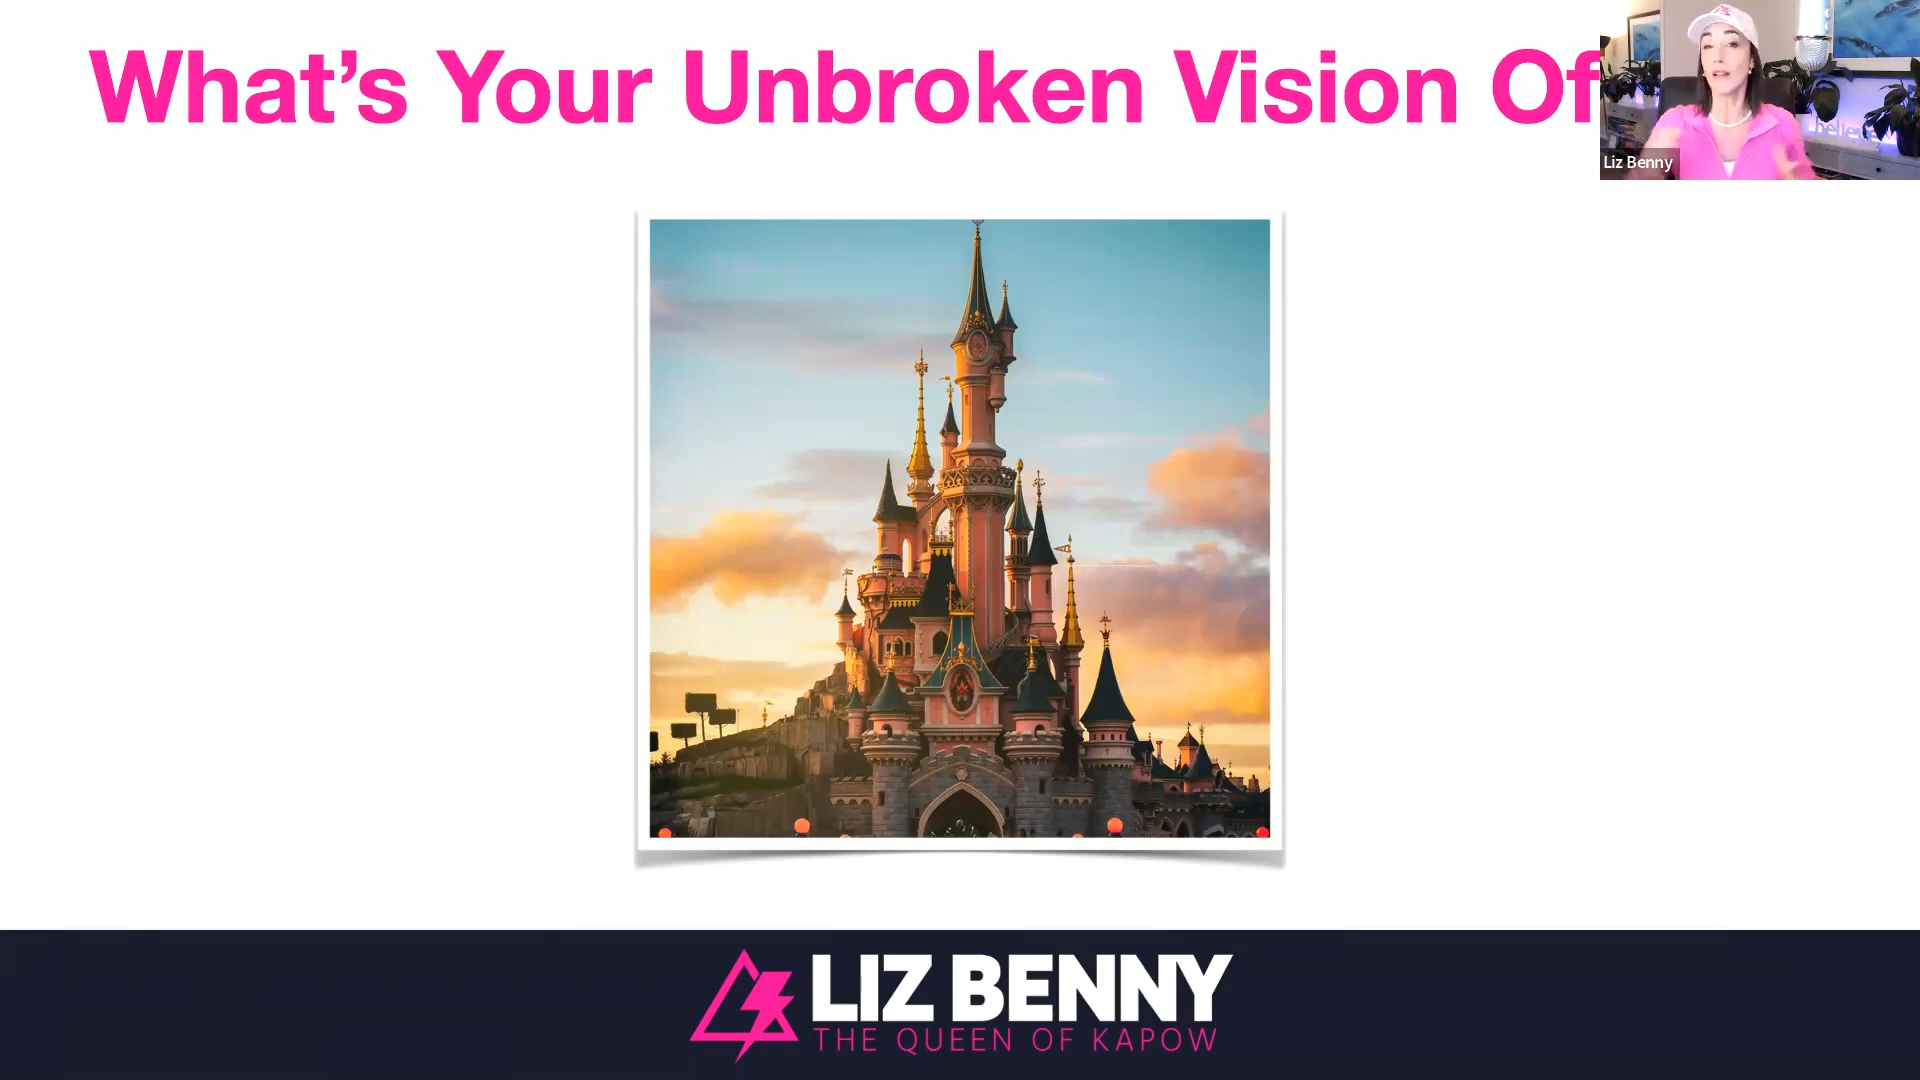 What’s Your Unbroken Vision Of
Liz Benny
LIZ BENNY
THE QUEEN OF KAPOW